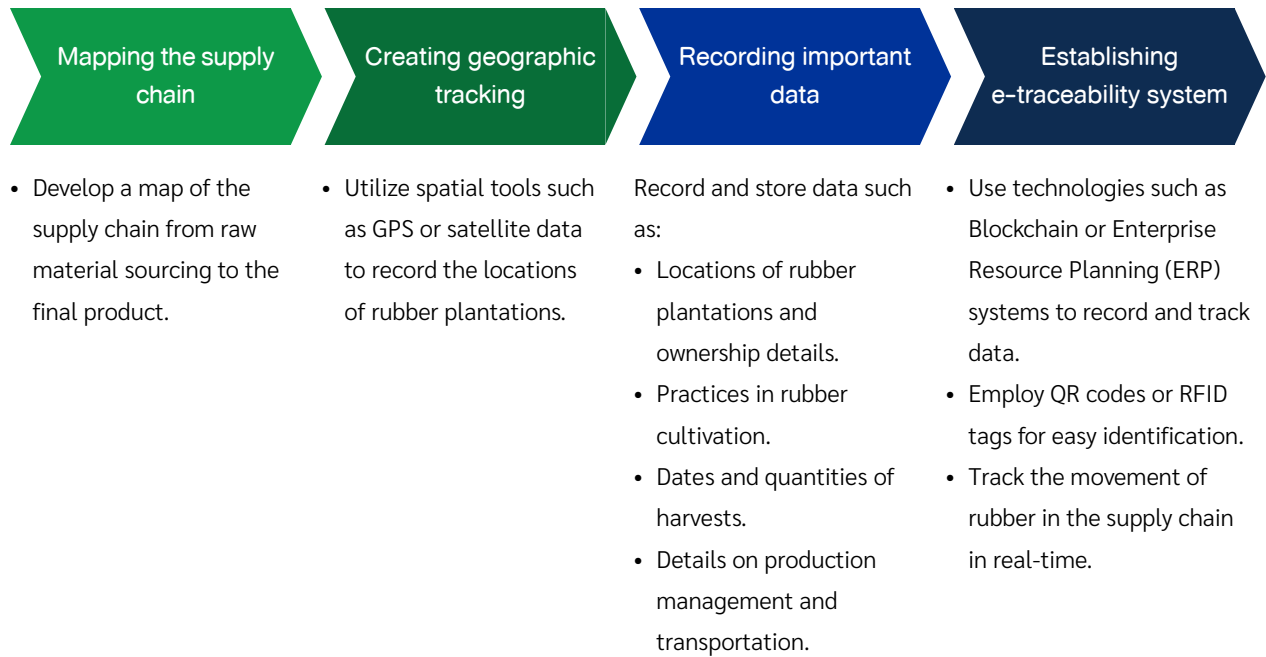 Mapping the supply
chain
Creating geographic
tracking
Recording important
data
Establishing
e-traceability system
• Develop a map of the
supply chain from raw
material sourcing to the
final product.
• Utilize spatial tools such
as GPS or satellite data
to record the locations
of rubber plantations.
Record and store data such
as:
• Locations of rubber
plantations and
ownership details.
• Practices in rubber
cultivation.
• Dates and quantities of
harvests.
• Details on production
management and
transportation.
• Use technologies such as
Blockchain or Enterprise
Resource Planning (ERP)
systems to record and track
data.
• Employ QR codes or RFID
tags for easy identification.
• Track the movement of
rubber in the supply chain
in real-time.